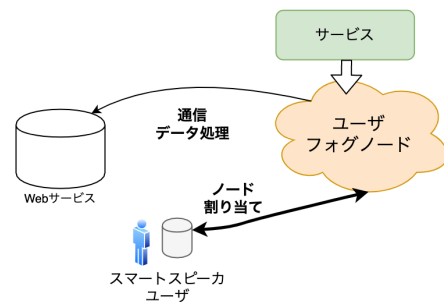 サービス
ユーザ
フォグノード
通信
データ処理
Webサービス
ノード
割り当て
スマートスピーカ
ユーザ